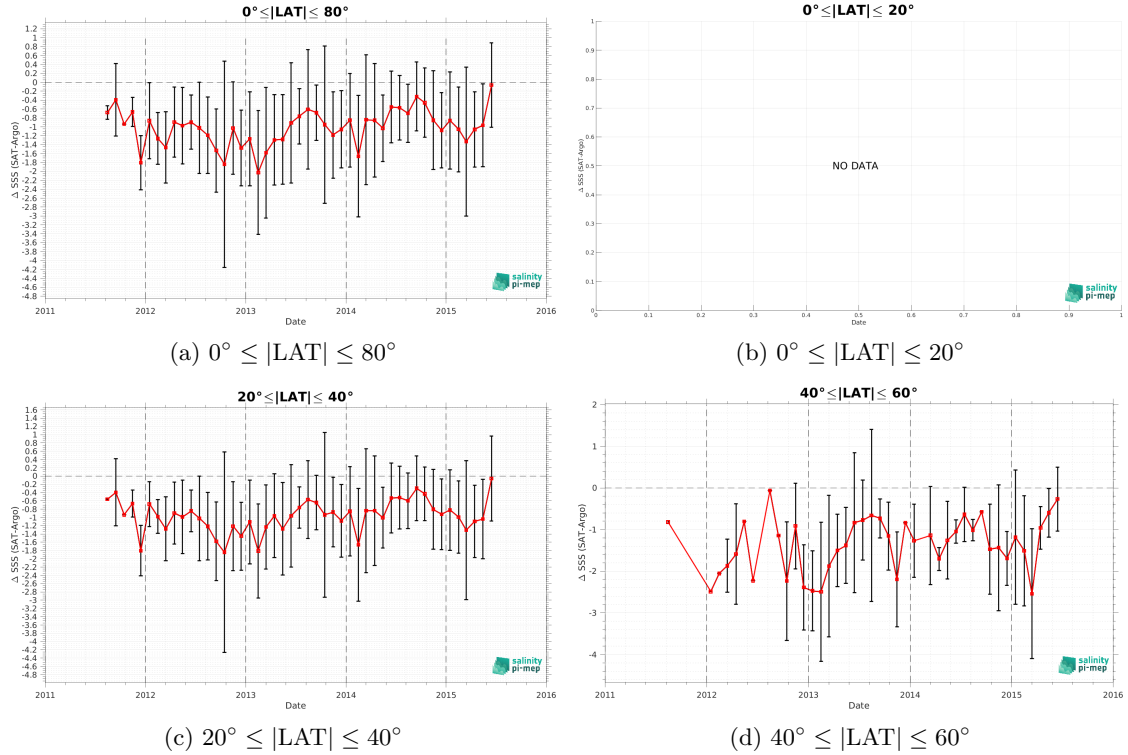 0°≤|LAT|≤ 80°
1.2
1
0.8
0.6
0.4
0.2
0
-0.2
-0.4
-0.6
-0.8
-1
-1.2
-1.4
-1.6
-1.8
-2
-2.2
-2.4
-2.6
-2.8
-3
-3.2
-3.4
-3.6
-3.8
-4
-4.2
-4.4
-4.6
-4.8
Δ SSS (SAT-Argo)
2011 2012 2013 2014 2015 2016
Date
salinity
pi-mep
(a) 0° ≤ |LAT| ≤ 80°
0°≤|LAT|≤ 20°
1
0.9
0.8
0.7
0.6
0.5
0.4
0.3
0.2
0.1
0
Δ SSS (SAT-Argo)
NO DATA
0 0.1 0.2 0.3 0.4 0.5 0.6 0.7 0.8 0.9 1
Date
salinity
pi-mep
(b) 0° ≤ |LAT| ≤ 20°
20°≤|LAT|≤ 40°
1.6
1.4
1.2
1
0.8
0.6
0.4
0.2
0
-0.2
-0.4
-0.6
-0.8
-1
-1.2
-1.4
-1.6
-1.8
-2
-2.2
-2.4
-2.6
-2.8
-3
-3.2
-3.4
-3.6
-3.8
-4
-4.2
-4.4
-4.6
-4.8
Δ SSS (SAT-Argo)
2011 2012 2013 2014 2015 2016
Date
salinity
pi-mep
(c) 20° ≤ |LAT| ≤ 40°
40°≤|LAT|≤ 60°
2
1
0
-1
-2
-3
-4
Δ SSS (SAT-Argo)
2011 2012 2013 2014 2015 2016
Date
salinity
pi-mep
(d) 40° ≤ |LAT| ≤ 60°